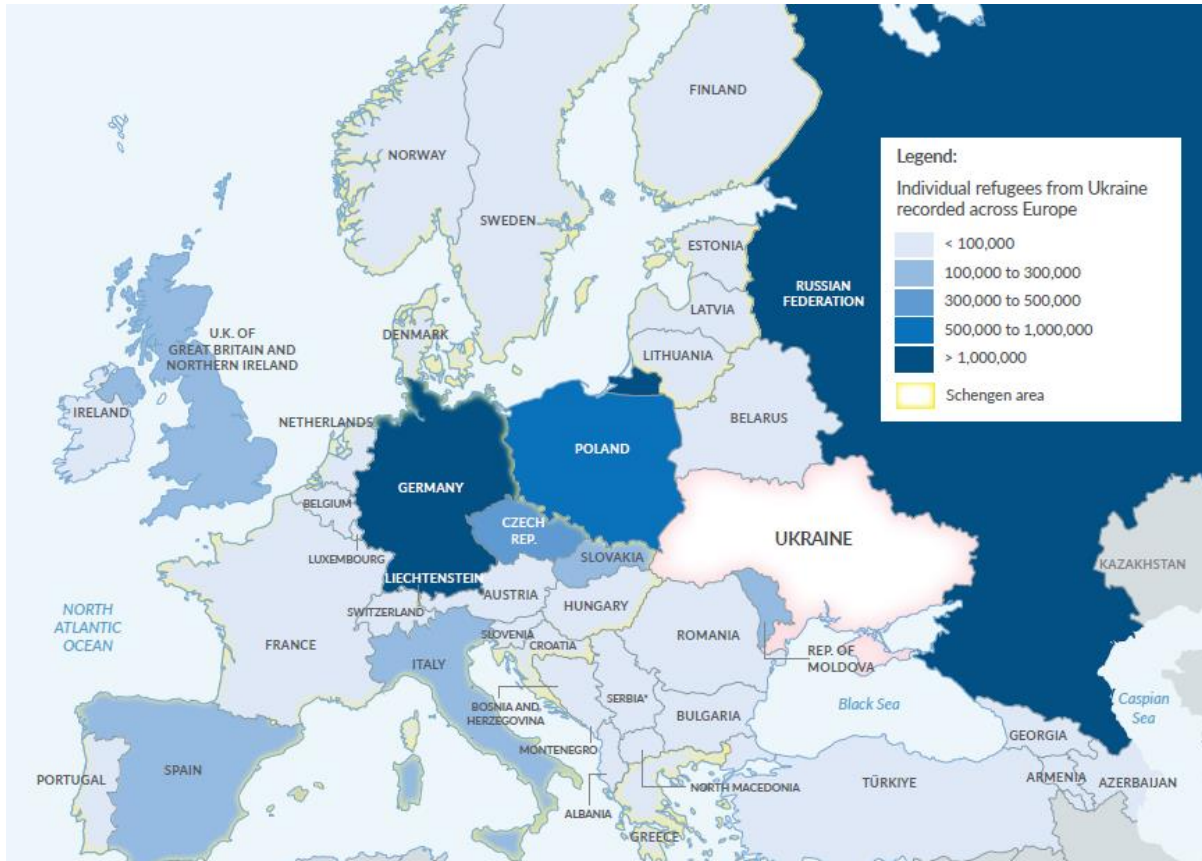 FINLAND
NORWAY
SWEDEN
ESTONIA
Legend:
Individual refugees from Ukraine
recorded across Europe
< 100,000
100,000 to 300,000
300,000 to 500,000
500,000 to 1,000,000
> 1,000,000
Schengen area
RUSSIAN
FEDERATION
LATVIA
U.K. OF
GREAT BRITAIN AND
NORTHERN IRELAND
DENMARK
LITHUANIA
IRELAND
NETHERLANDS
BELARUS
POLAND
GERMANY
BELGIUM
CZECH
REP.
UKRAINE
LUXEMBOURG
SLOVAKIA
KAZAKHSTAN
LIECHTENSTEIN
AUSTRIA
SWITZERLAND
HUNGARY
NORTH
ATLANTIC
OCEAN
FRANCE
SLOVENIA
CROATIA
ROMANIA
ITALY
REP. OF
MOLDOVA
BOSNIA AND
HERZEGOVINA
SERBIA*
BULGARIA
Black Sea
Caspian
Sea
MONTENEGRO
GEORGIA
PORTUGAL
SPAIN
ALBANIA
NORTH MACEDONIA
TÜRKIYE
ARMENIA
AZERBAIJAN
GREECE